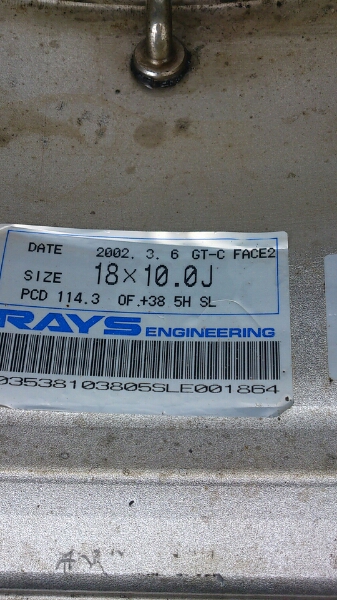 DATE 2002. 3. 6 GT-C FACE2
SIZE 18×10.0J
PCD 114.3 OF.+38 5H SL
RAYS ENGINEERING
03538103805SLE001864